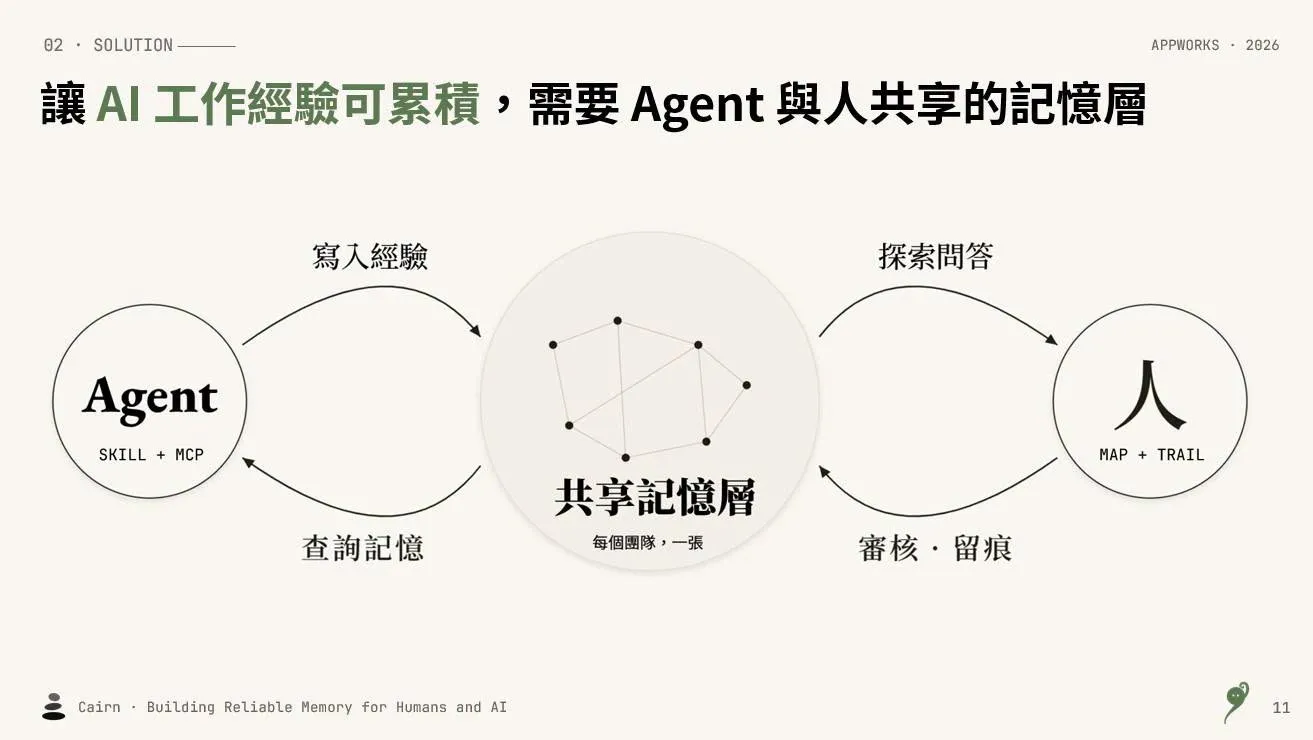 02 · SOLUTION
APPWORKS · 2026
讓 AI 工作經驗可累積，需要 Agent 與人共享的記憶層
寫入經驗
探索問答
Agent
SKILL + MCP
人
MAP + TRAIL
共享記憶層
每個團隊，一張
查詢記憶
審核 · 留痕
Cairn · Building Reliable Memory for Humans and AI
11